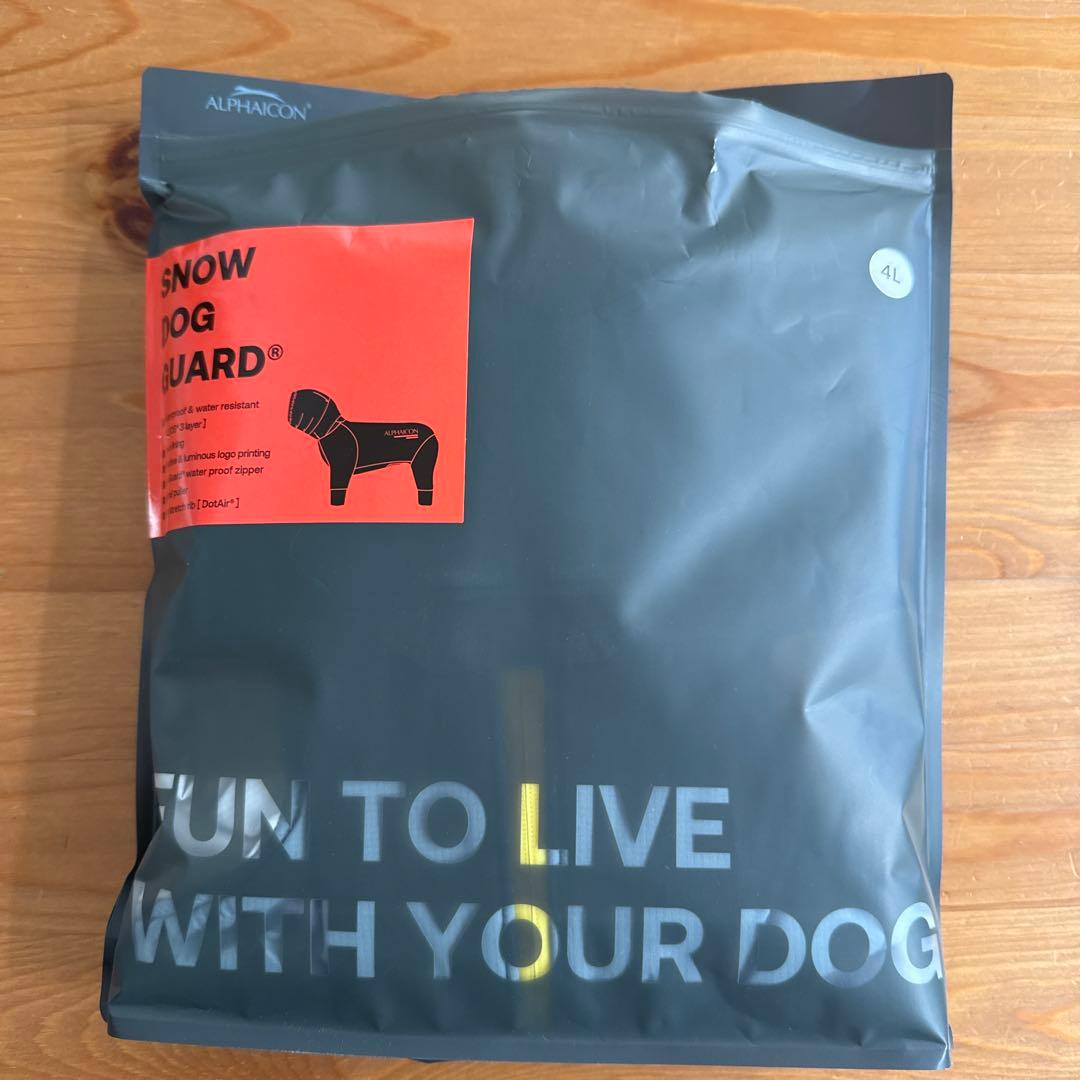 ALPHAICON®
4L
SNOW
DOG
GUARD®
& water resistant
3 layer ]
luminous logo printing
water proof zipper
puller
[ DotAir® ]
ALPHAICON
FUN TO LIVE
WITH YOUR DOG